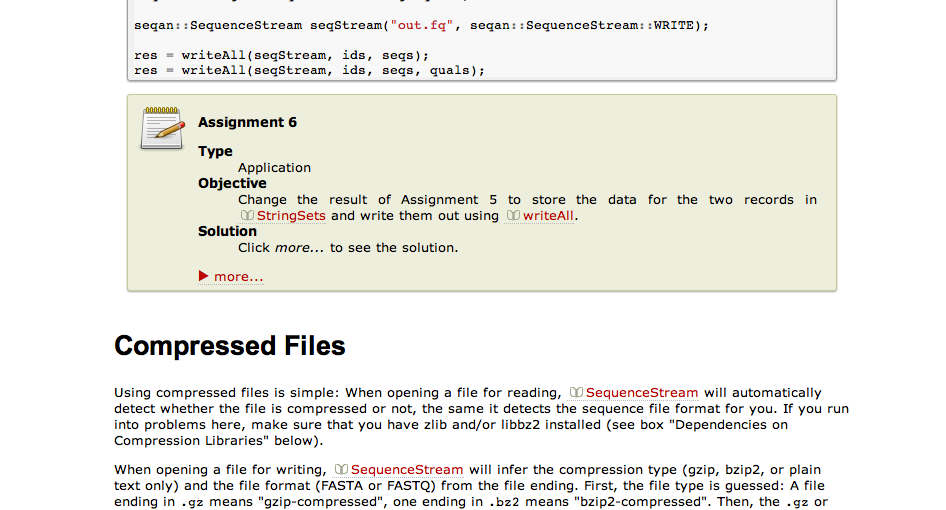 seqan::SequenceStream seqStream("out.fq", seqan::SequenceStream::WRITE);
res = writeAll(seqStream, ids, seqs);
res = writeAll(seqStream, ids, seqs, quals);
Assignment 6
Type
Application
Objective
Change the result of Assignment 5 to store the data for the two records in
StringSets and write them out using writeAll.
Solution
Click more... to see the solution.
more...
Compressed Files
Using compressed files is simple: When opening a file for reading, SequenceStream will automatically
detect whether the file is compressed or not, the same it detects the sequence file format for you. If you run
into problems here, make sure that you have zlib and/or libbz2 installed (see box "Dependencies on
Compression Libraries" below).
When opening a file for writing, SequenceStream will infer the compression type (gzip, bzip2, or plain
text only) and the file format (FASTA or FASTQ) from the file ending. First, the file type is guessed: A file
ending in .gz means "gzip-compressed", one ending in .bz2 means "bzip2-compressed". Then, the .gz or